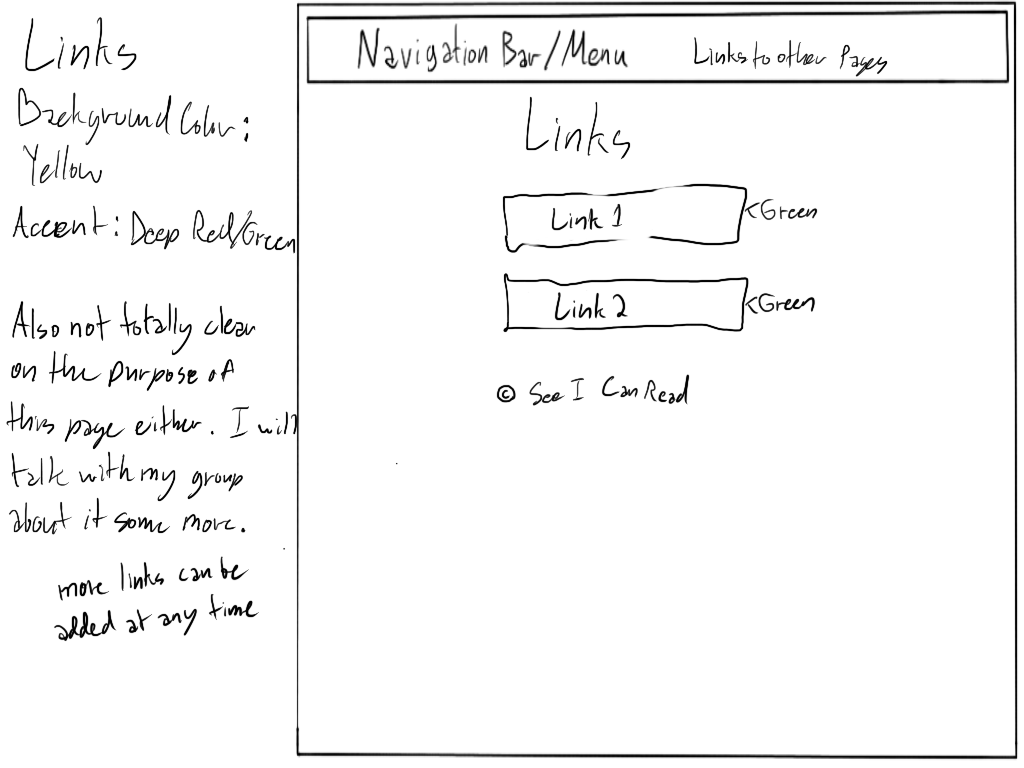 Links
Background Color:
Yellow
Accent: Deep Red/Green
Also not totally clear
on the purpose of
this page either. I will
talk with my group
about it some more.
more links can be
added at any time
Navigation Bar/Menu Links to other Pages
Links
Link 1 <Green
Link 2 <Green
© See I Can Read